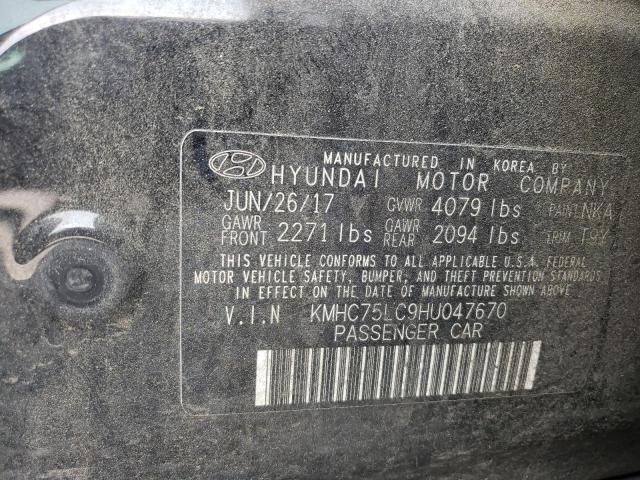 MANUFACTURED IN KOREA BY
HYUNDAI MOTOR COMPANY
JUN/26/17 GVWR 4079 lbs PAINT NKA
GAWR FRONT 2271 lbs GAWR REAR 2094 lbs TRIM T9Y
THIS VEHICLE CONFORMS TO ALL APPLICABLE U.S.A. FEDERAL
MOTOR VEHICLE SAFETY, BUMPER, AND THEFT PREVENTION STANDARDS
IN EFFECT ON THE DATE OF MANUFACTURE SHOWN ABOVE
V.I.N KMHC75LC9HU047670
PASSENGER CAR